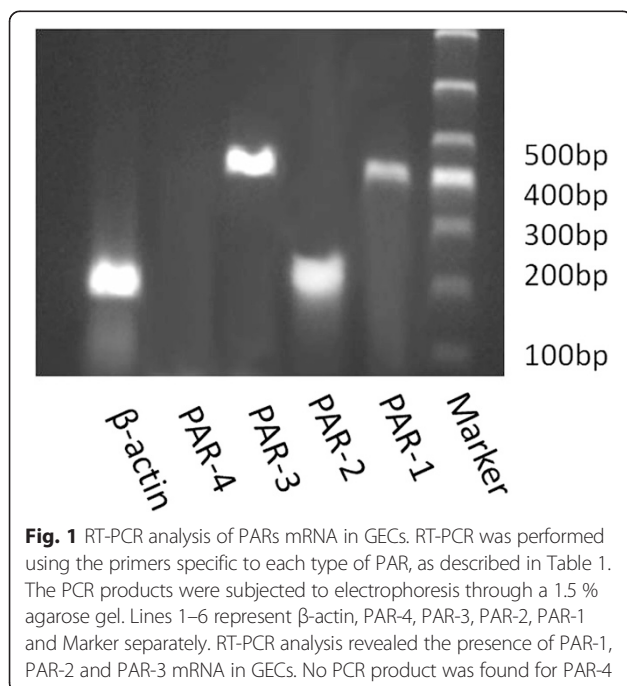 500bp
400bp
300bp
200bp
100bp
β-actin
PAR-4
PAR-3
PAR-2
PAR-1
Marker
Fig. 1 RT-PCR analysis of PARs mRNA in GECs. RT-PCR was performed
using the primers specific to each type of PAR, as described in Table 1.
The PCR products were subjected to electrophoresis through a 1.5 %
agarose gel. Lines 1–6 represent β-actin, PAR-4, PAR-3, PAR-2, PAR-1
and Marker separately. RT-PCR analysis revealed the presence of PAR-1,
PAR-2 and PAR-3 mRNA in GECs. No PCR product was found for PAR-4